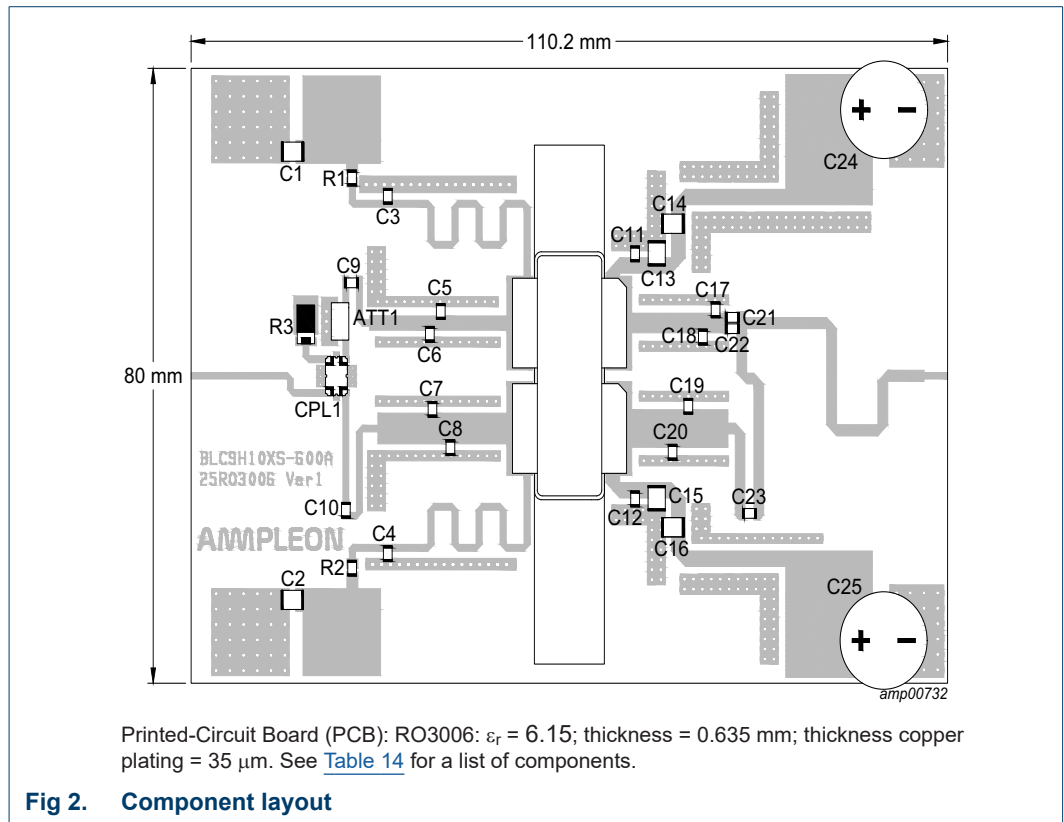 110.2 mm
80 mm
C24
C1
R1
C3
C14
C11
C13
C9
C5
C17
R3
ATT1
C21
C6
C18
C22
CPL1
C7
C19
C8
C20
BLC9H10XS-600A
25RO3006 Var1
C10
C12
C15
C23
AMPLEON
C4
C16
R2
C2
C25
amp00732
Printed-Circuit Board (PCB): RO3006: εr = 6.15; thickness = 0.635 mm; thickness copper
plating = 35 μm. See Table 14 for a list of components.
Fig 2. Component layout